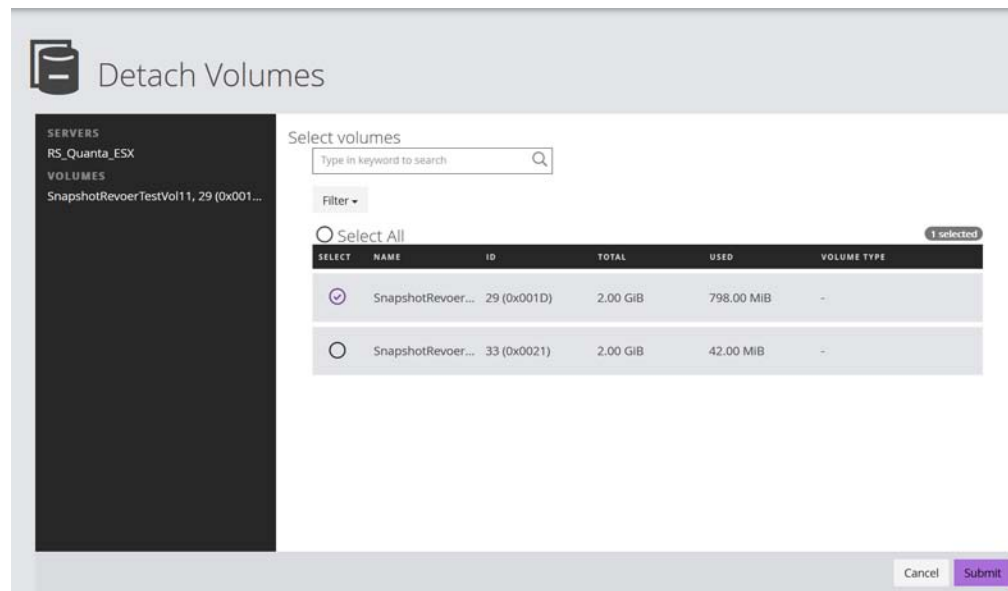 Detach Volumes
SERVERS
RS_Quanta_ESX
VOLUMES
SnapshotRevoerTestVol11, 29 (0x001...
Select volumes
Type in keyword to search
Filter
Select All
1 selected
SELECT NAME ID TOTAL USED VOLUME TYPE
SnapshotRevoer... 29 (0x001D) 2.00 GiB 798.00 MiB -
SnapshotRevoer... 33 (0x0021) 2.00 GiB 42.00 MiB -
Cancel Submit